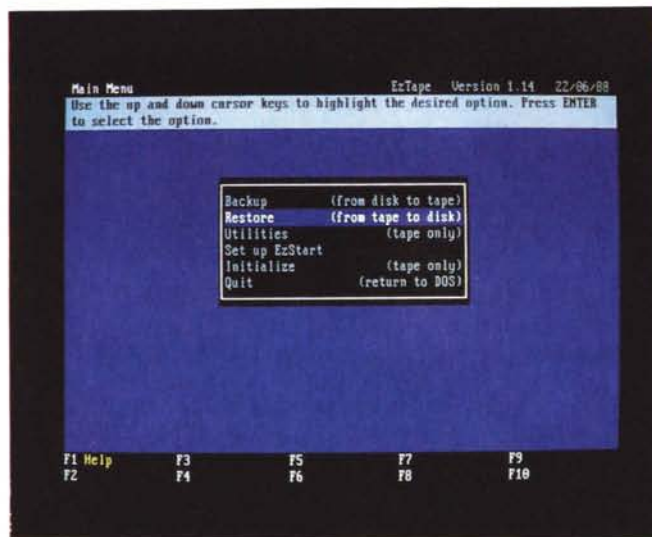 Main Menu EzTape Version 1.14 22/06/88
Use the up and down cursor keys to highlight the desired option. Press ENTER
to select the option.
Backup (from disk to tape)
Restore (from tape to disk)
Utilities (tape only)
Set up EzStart
Initialize (tape only)
Quit (return to DOS)
F1 Help F3 F5 F7 F9
F2 F4 F6 F8 F10